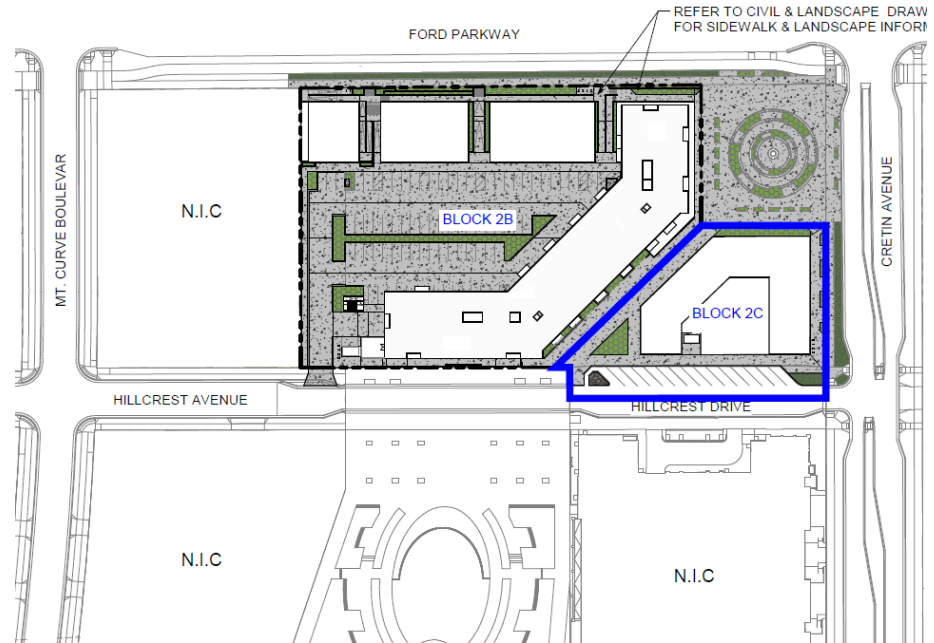 REFER TO CIVIL & LANDSCAPE DRAW
FOR SIDEWALK & LANDSCAPE INFORM
FORD PARKWAY
MT. CURVE BOULEVAR
N.I.C
BLOCK 2B
CRETIN AVENUE
BLOCK 2C
HILLCREST AVENUE
HILLCREST DRIVE
N.I.C
N.I.C